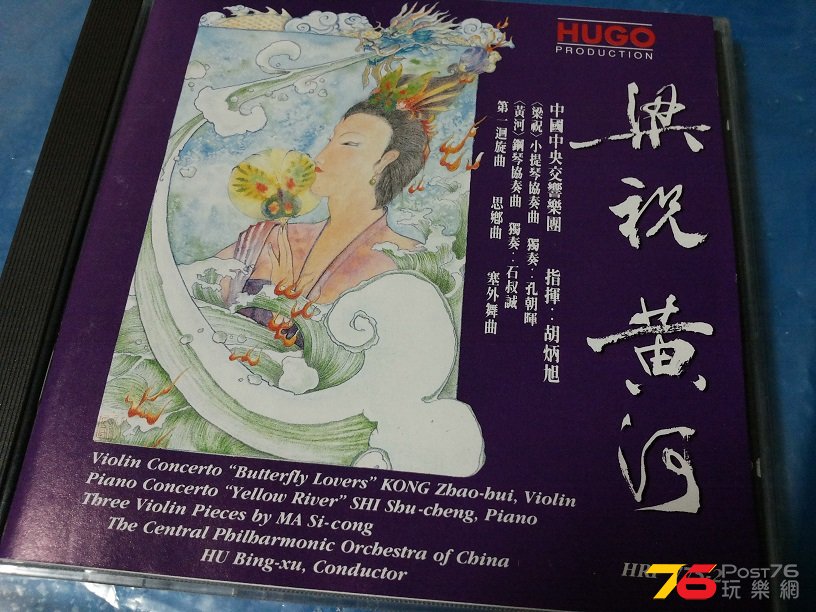 HUGO
PRODUCTION
梁祝 黃河
中國中央交響樂團 指揮：胡炳旭
〈梁祝〉小提琴協奏曲 獨奏：孔朝暉
〈黃河〉鋼琴協奏曲 獨奏：石叔誠
第一迴旋曲 思鄉曲 塞外舞曲
Violin Concerto “Butterfly Lovers” KONG Zhao-hui, Violin
Piano Concerto “Yellow River” SHI Shu-cheng, Piano
Three Violin Pieces by MA Si-cong
The Central Philharmonic Orchestra of China
HU Bing-xu, Conductor
76 Post76
玩樂網